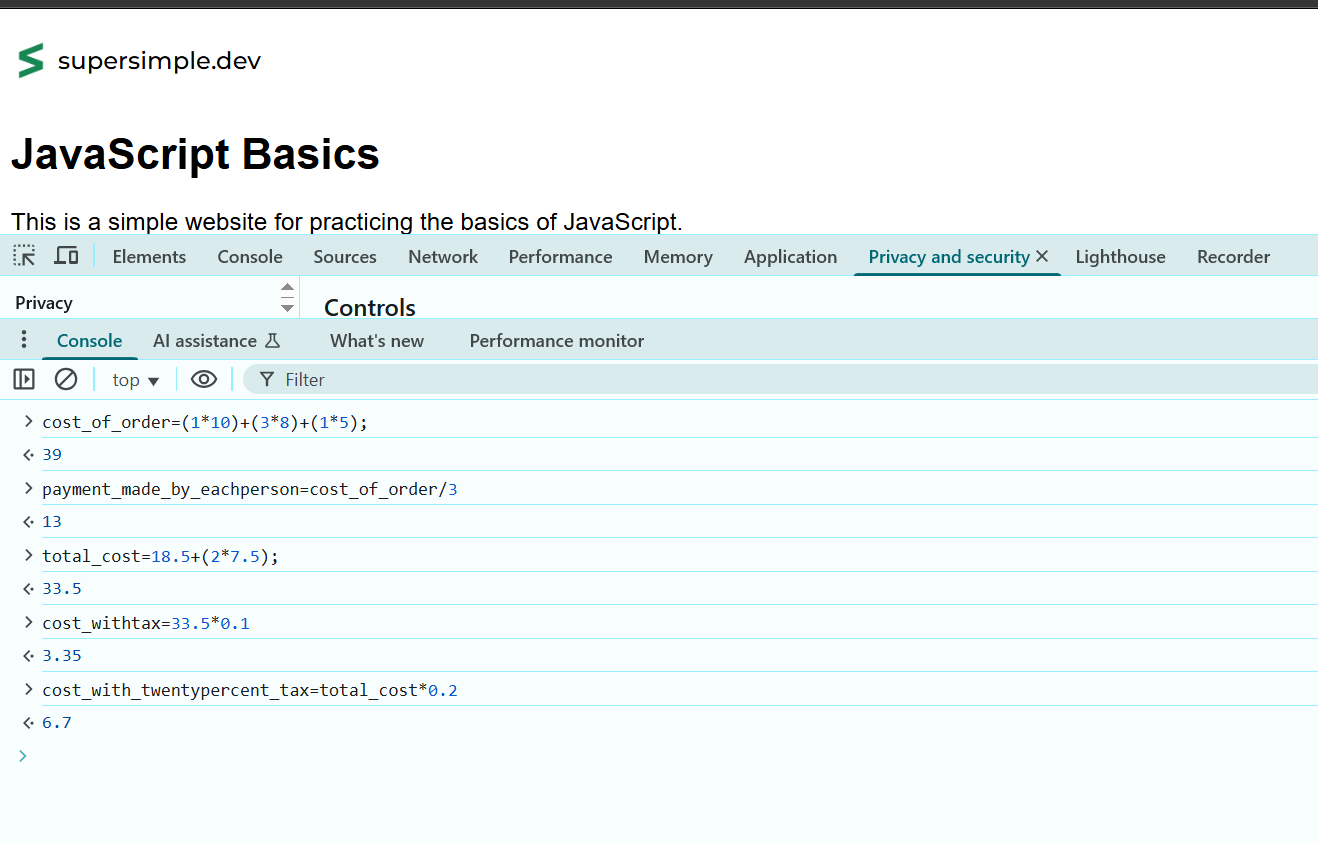 supersimple.dev
JavaScript Basics
This is a simple website for practicing the basics of JavaScript.
Elements Console Sources Network Performance Memory Application Privacy and security Lighthouse Recorder
Privacy
Controls
Console AI assistance What's new Performance monitor
top Filter
cost_of_order=(1*10)+(3*8)+(1*5);
39
payment_made_by_eachperson=cost_of_order/3
13
total_cost=18.5+(2*7.5);
33.5
cost_withtax=33.5*0.1
3.35
cost_with_twentypercent_tax=total_cost*0.2
6.7